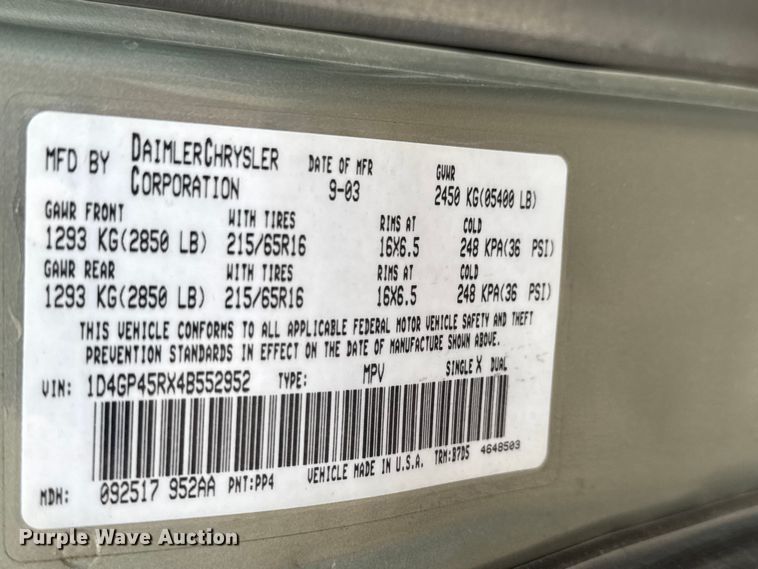 MFD BY DAIMLERCHRYSLER CORPORATION
DATE OF MFR
9-03
GVWR
2450 KG(05400 LB)
GAWR FRONT WITH TIRES RIMS AT COLD
1293 KG(2850 LB) 215/65R16 16X6.5 248 KPA(36 PSI)
GAWR REAR WITH TIRES RIMS AT COLD
1293 KG(2850 LB) 215/65R16 16X6.5 248 KPA(36 PSI)
THIS VEHICLE CONFORMS TO ALL APPLICABLE FEDERAL MOTOR VEHICLE SAFETY AND THEFT
PREVENTION STANDARDS IN EFFECT ON THE DATE OF MANUFACTURE SHOWN ABOVE.
VIN: 1D4GP45RX4B552952 TYPE: MPV SINGLE X DUAL
MDH: 092517 952AA PNT:PP4 VEHICLE MADE IN U.S.A. TRM:B7D5 4648503
Purple Wave Auction